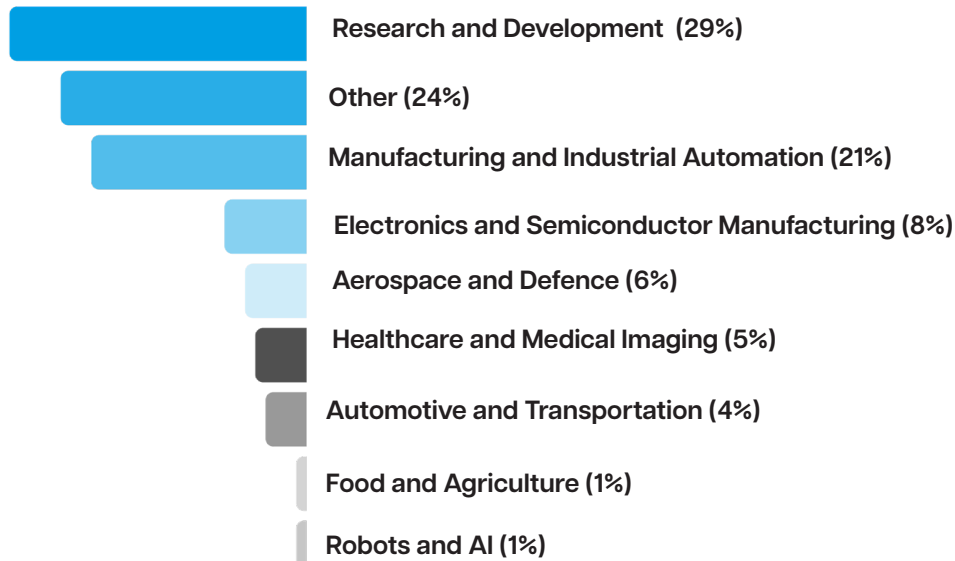 Research and Development (29%)
Other (24%)
Manufacturing and Industrial Automation (21%)
Electronics and Semiconductor Manufacturing (8%)
Aerospace and Defence (6%)
Healthcare and Medical Imaging (5%)
Automotive and Transportation (4%)
Food and Agriculture (1%)
Robots and AI (1%)